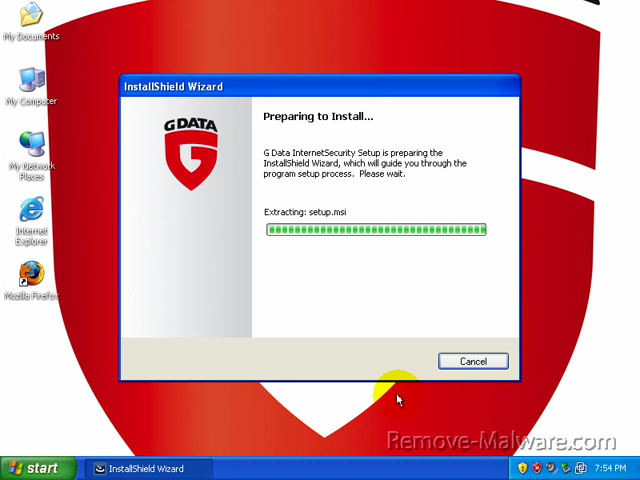 My Documents
My Computer
My Network
Places
Internet
Explorer
Mozilla Firefox
InstallShield Wizard
G DATA
Preparing to Install...
G Data InternetSecurity Setup is preparing the
InstallShield Wizard, which will guide you through the
program setup process. Please wait.
Extracting: setup.msi
Cancel
Remove-Malware.com
start
InstallShield Wizard
7:54 PM